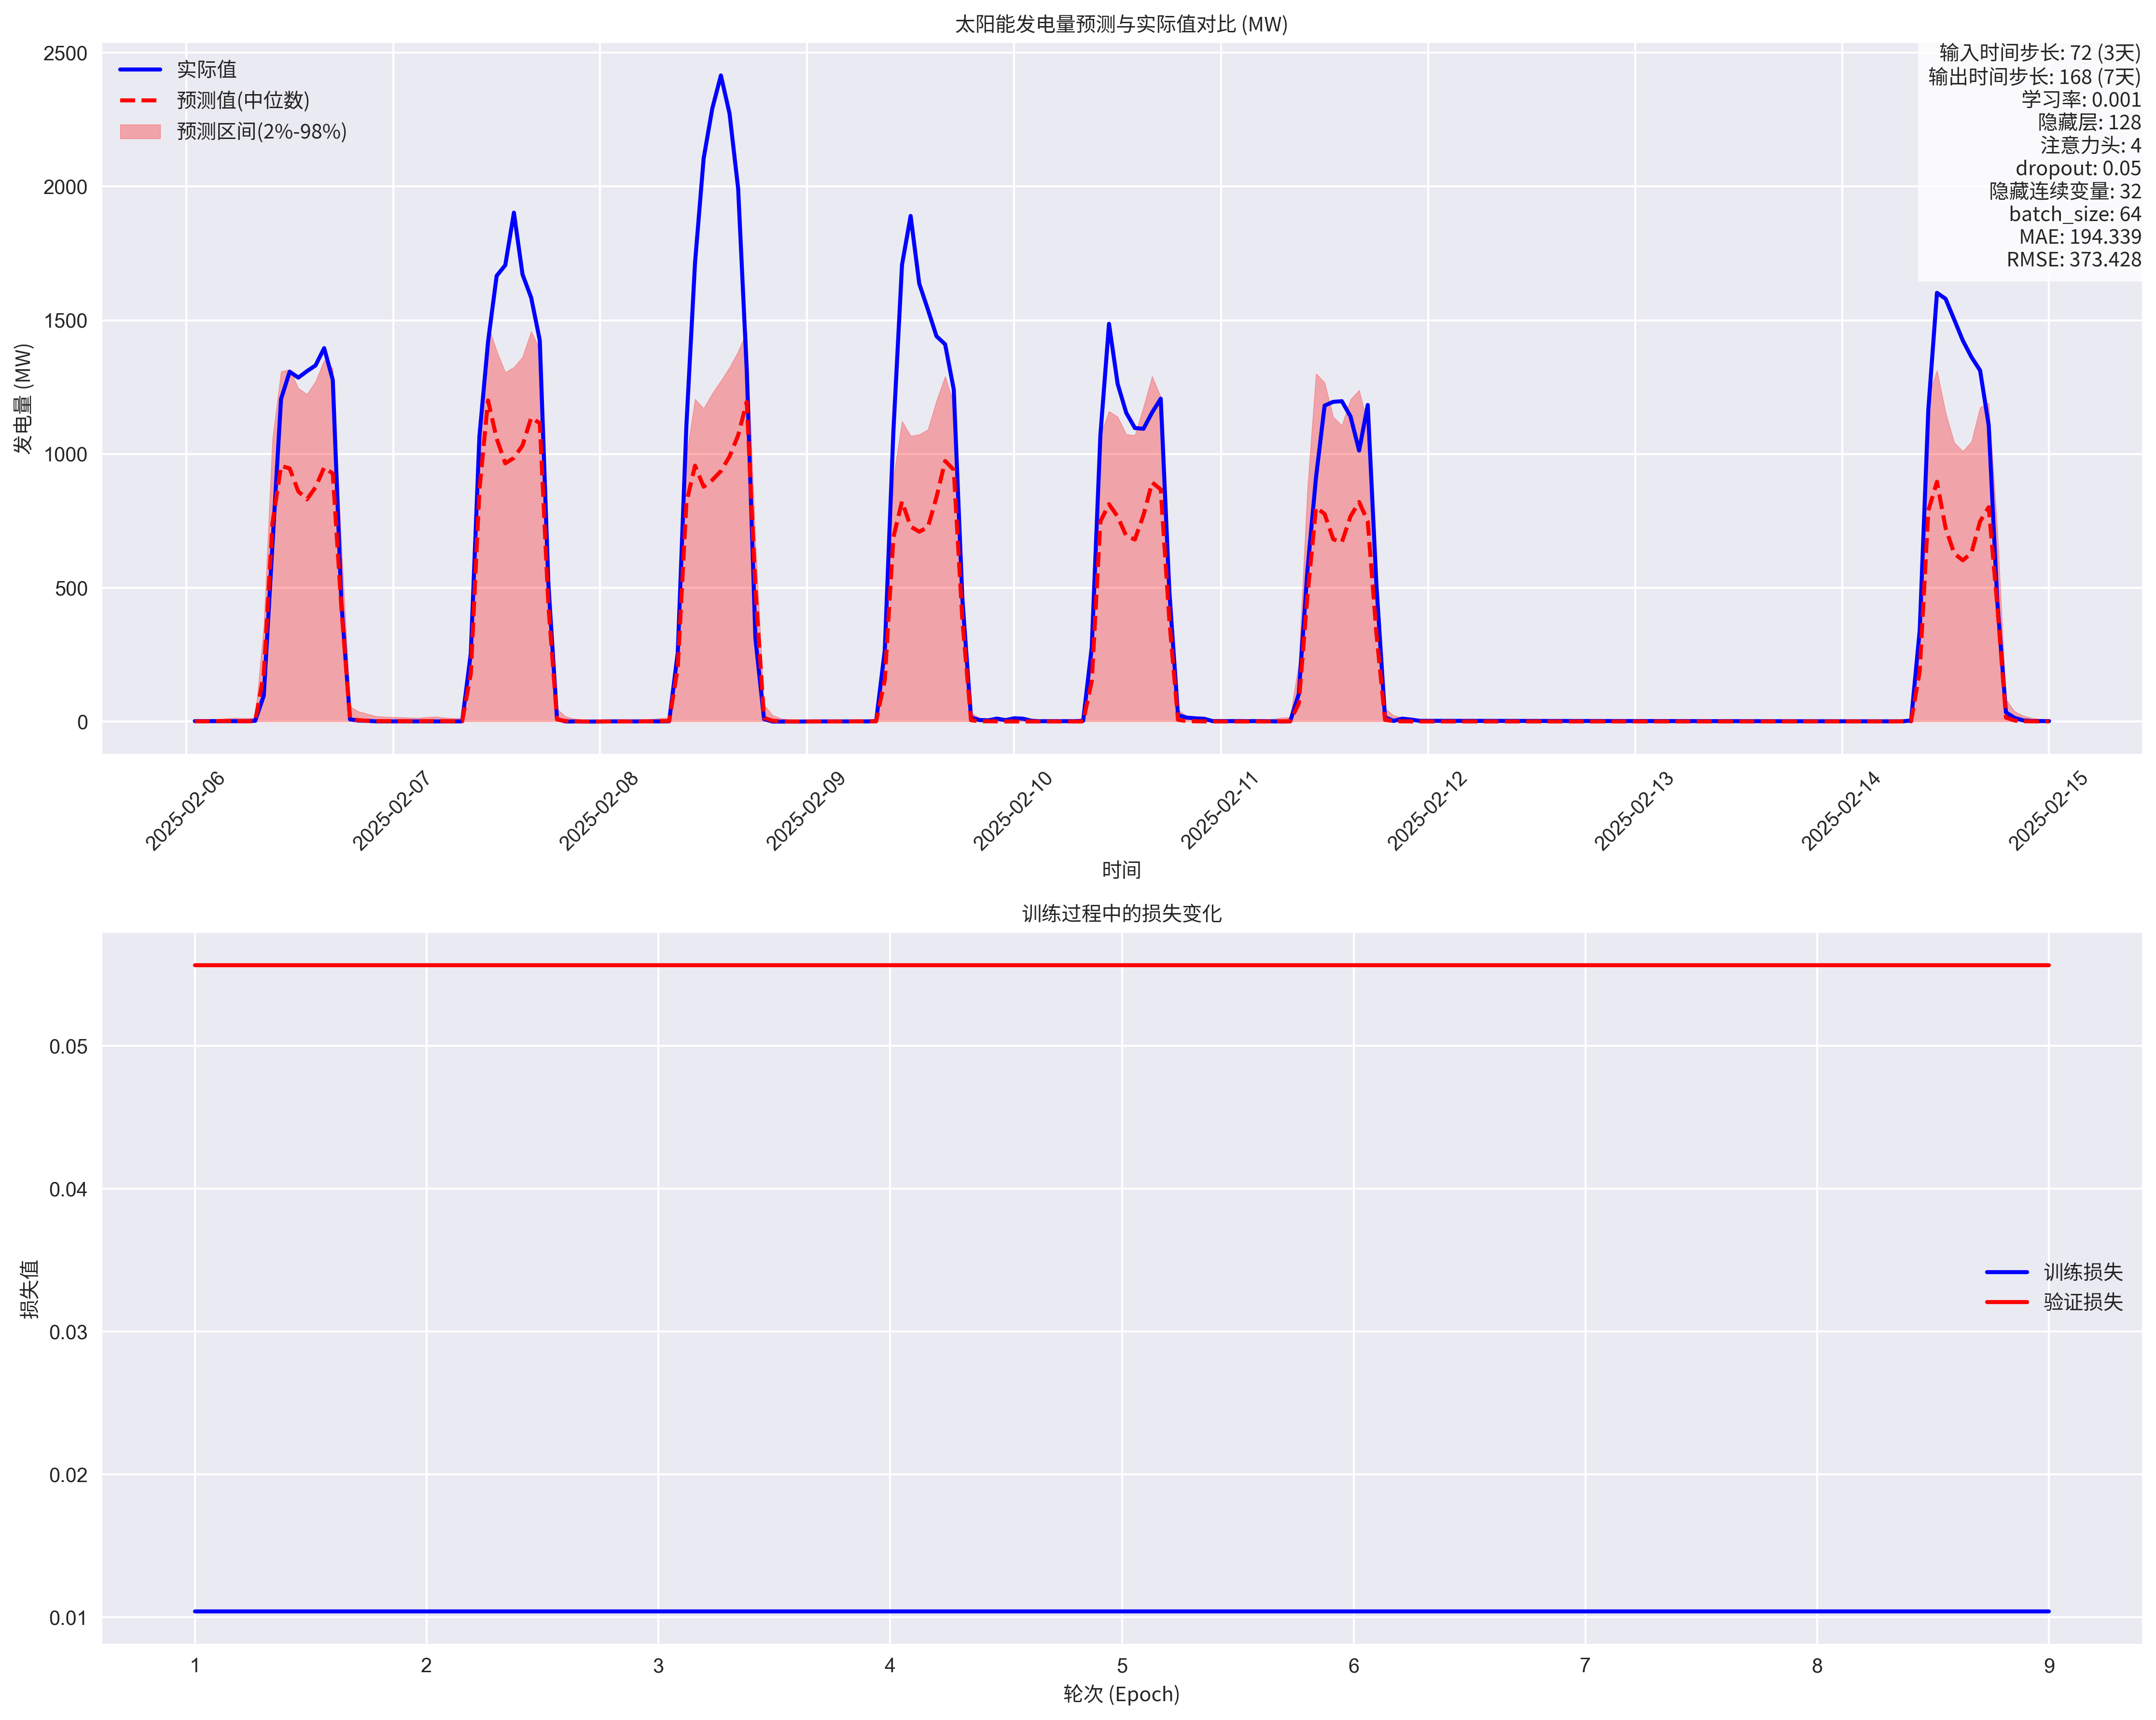 太阳能发电量预测与实际值对比 (MW)
2500
2000
1500
1000
500
0
发电量 (MW)
实际值
预测值(中位数)
预测区间(2%-98%)
输入时间步长: 72 (3天)
输出时间步长: 168 (7天)
学习率: 0.001
隐藏层: 128
注意力头: 4
dropout: 0.05
隐藏连续变量: 32
batch_size: 64
MAE: 194.339
RMSE: 373.428
2025-02-06
2025-02-07
2025-02-08
2025-02-09
2025-02-10
2025-02-11
2025-02-12
2025-02-13
2025-02-14
2025-02-15
时间
训练过程中的损失变化
0.05
0.04
0.03
0.02
0.01
损失值
训练损失
验证损失
1 2 3 4 5 6 7 8 9
轮次 (Epoch)